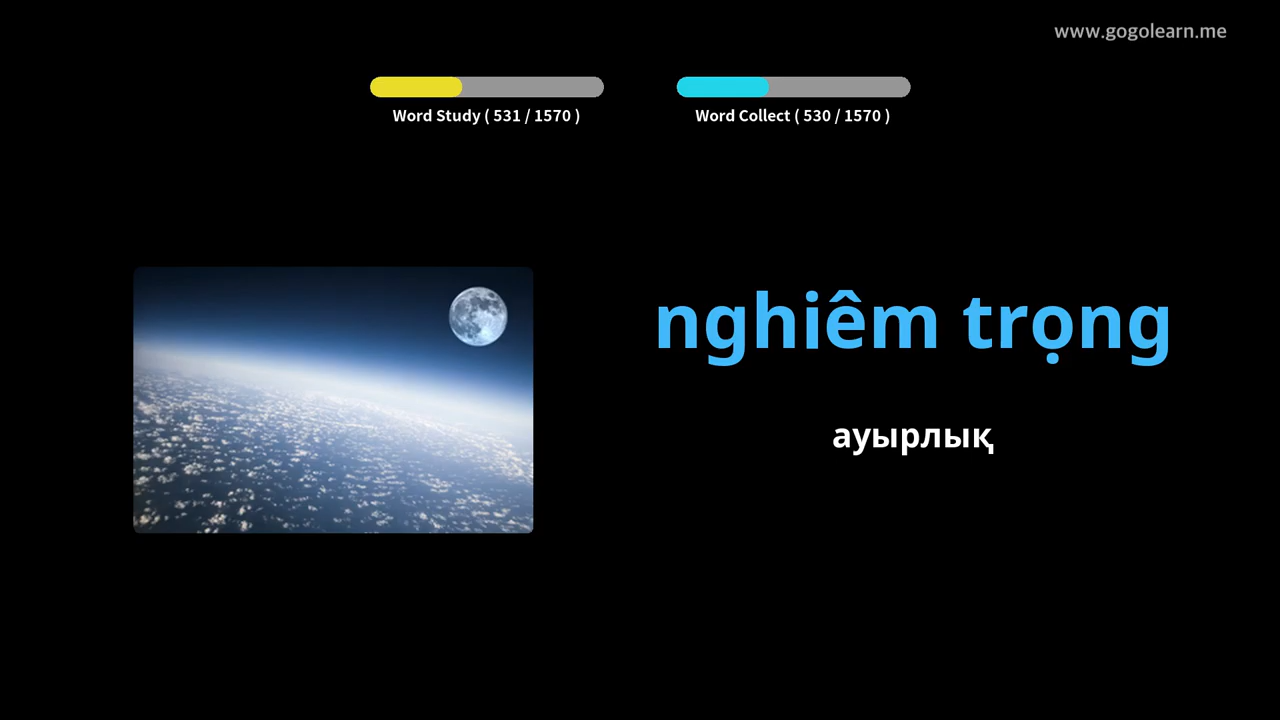 www.gogolearn.me
Word Study ( 531 / 1570 )
Word Collect ( 530 / 1570 )
nghiêm trọng
ауырлық